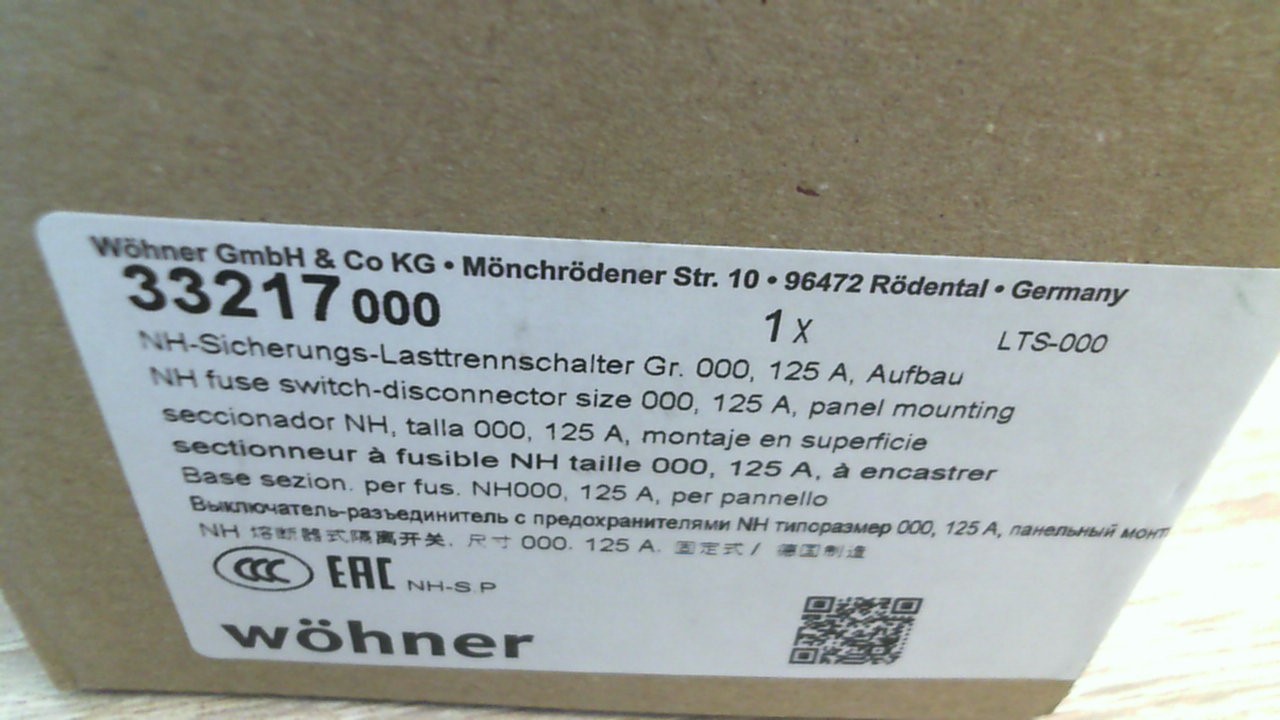 Wöhner GmbH & Co KG • Mönchrödener Str. 10 • 96472 Rödental • Germany
33217 000 1 x LTS-000
NH-Sicherungs-Lasttrennschalter Gr. 000, 125 A, Aufbau
NH fuse switch-disconnector size 000, 125 A, panel mounting
seccionador NH, talla 000, 125 A, montaje en superficie
sectionneur à fusible NH taille 000, 125 A, à encastrer
Base sezion. per fus. NH000, 125 A, per pannello
Выключатель-разъединитель с предохранителями NH типоразмер 000, 125 A, панельный монт
NH 熔断器式隔离开关, 尺寸 000. 125 A. 固定式 / 德国制造
CCC EAC NH-S P
wöhner